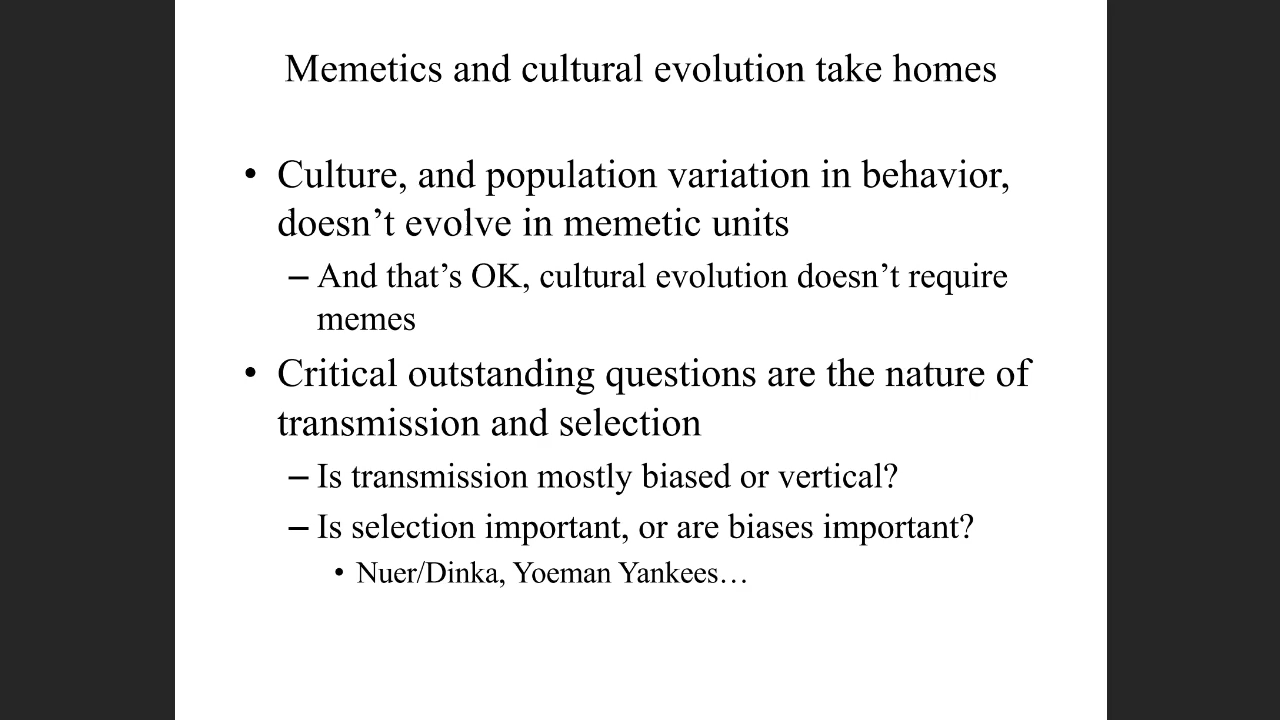 Memetics and cultural evolution take homes
• Culture, and population variation in behavior,
doesn’t evolve in memetic units
– And that’s OK, cultural evolution doesn’t require
memes
• Critical outstanding questions are the nature of
transmission and selection
– Is transmission mostly biased or vertical?
– Is selection important, or are biases important?
• Nuer/Dinka, Yoeman Yankees…